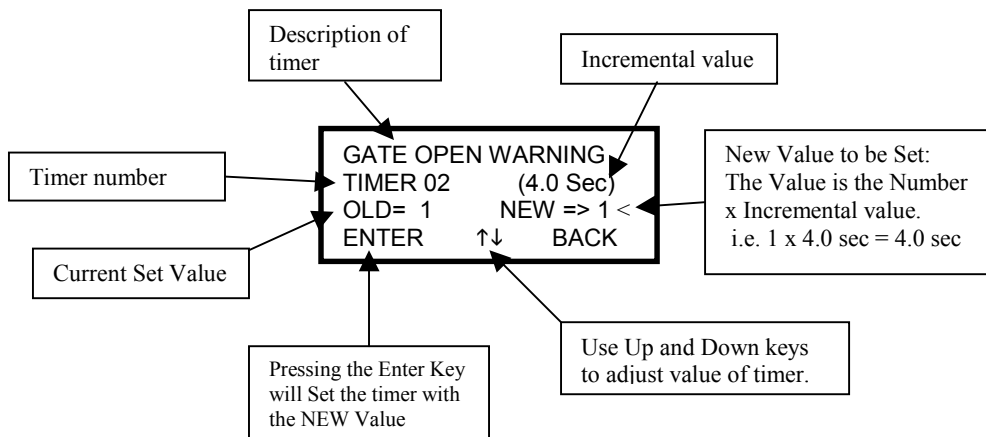 Description of
timer
Incremental value
Timer number
GATE OPEN WARNING
TIMER 02 (4.0 Sec)
OLD= 1 NEW => 1 <
ENTER ↑↓ BACK
New Value to be Set:
The Value is the Number
x Incremental value.
i.e. 1 x 4.0 sec = 4.0 sec
Current Set Value
Pressing the Enter Key
will Set the timer with
the NEW Value
Use Up and Down keys
to adjust value of timer.